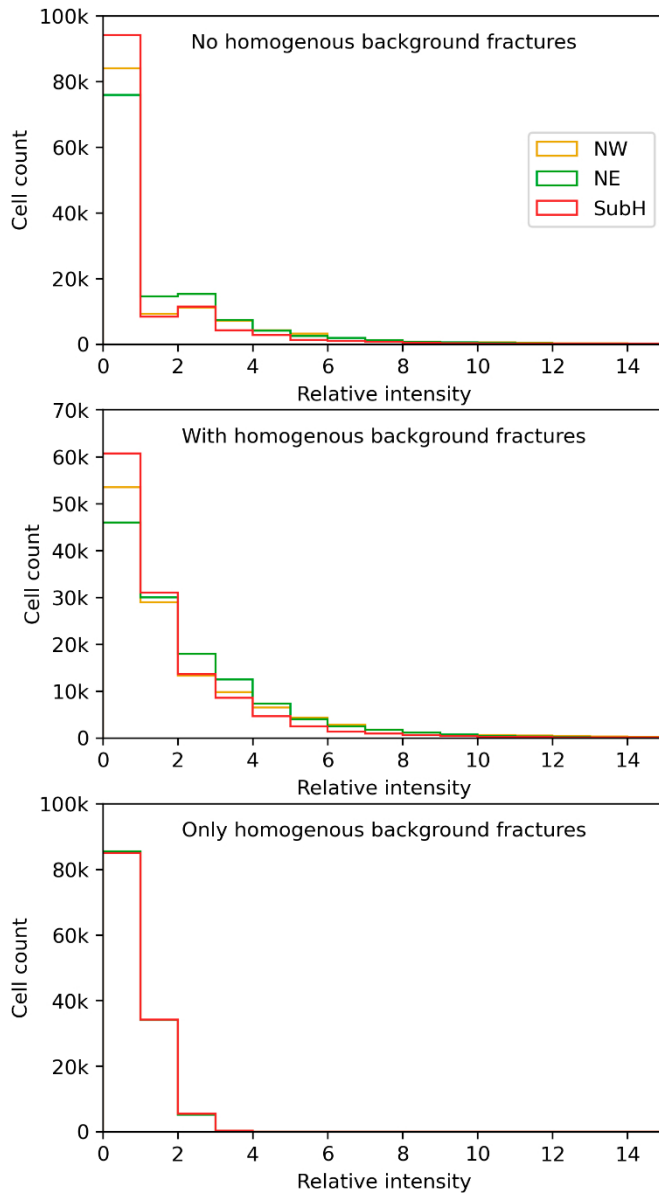 No homogenous background fractures
100k
80k
60k
40k
20k
0
Cell count
NW
NE
SubH
0 2 4 6 8 10 12 14
Relative intensity
With homogenous background fractures
70k
60k
50k
40k
30k
20k
10k
0
Cell count
0 2 4 6 8 10 12 14
Relative intensity
Only homogenous background fractures
100k
80k
60k
40k
20k
0
Cell count
0 2 4 6 8 10 12 14
Relative intensity